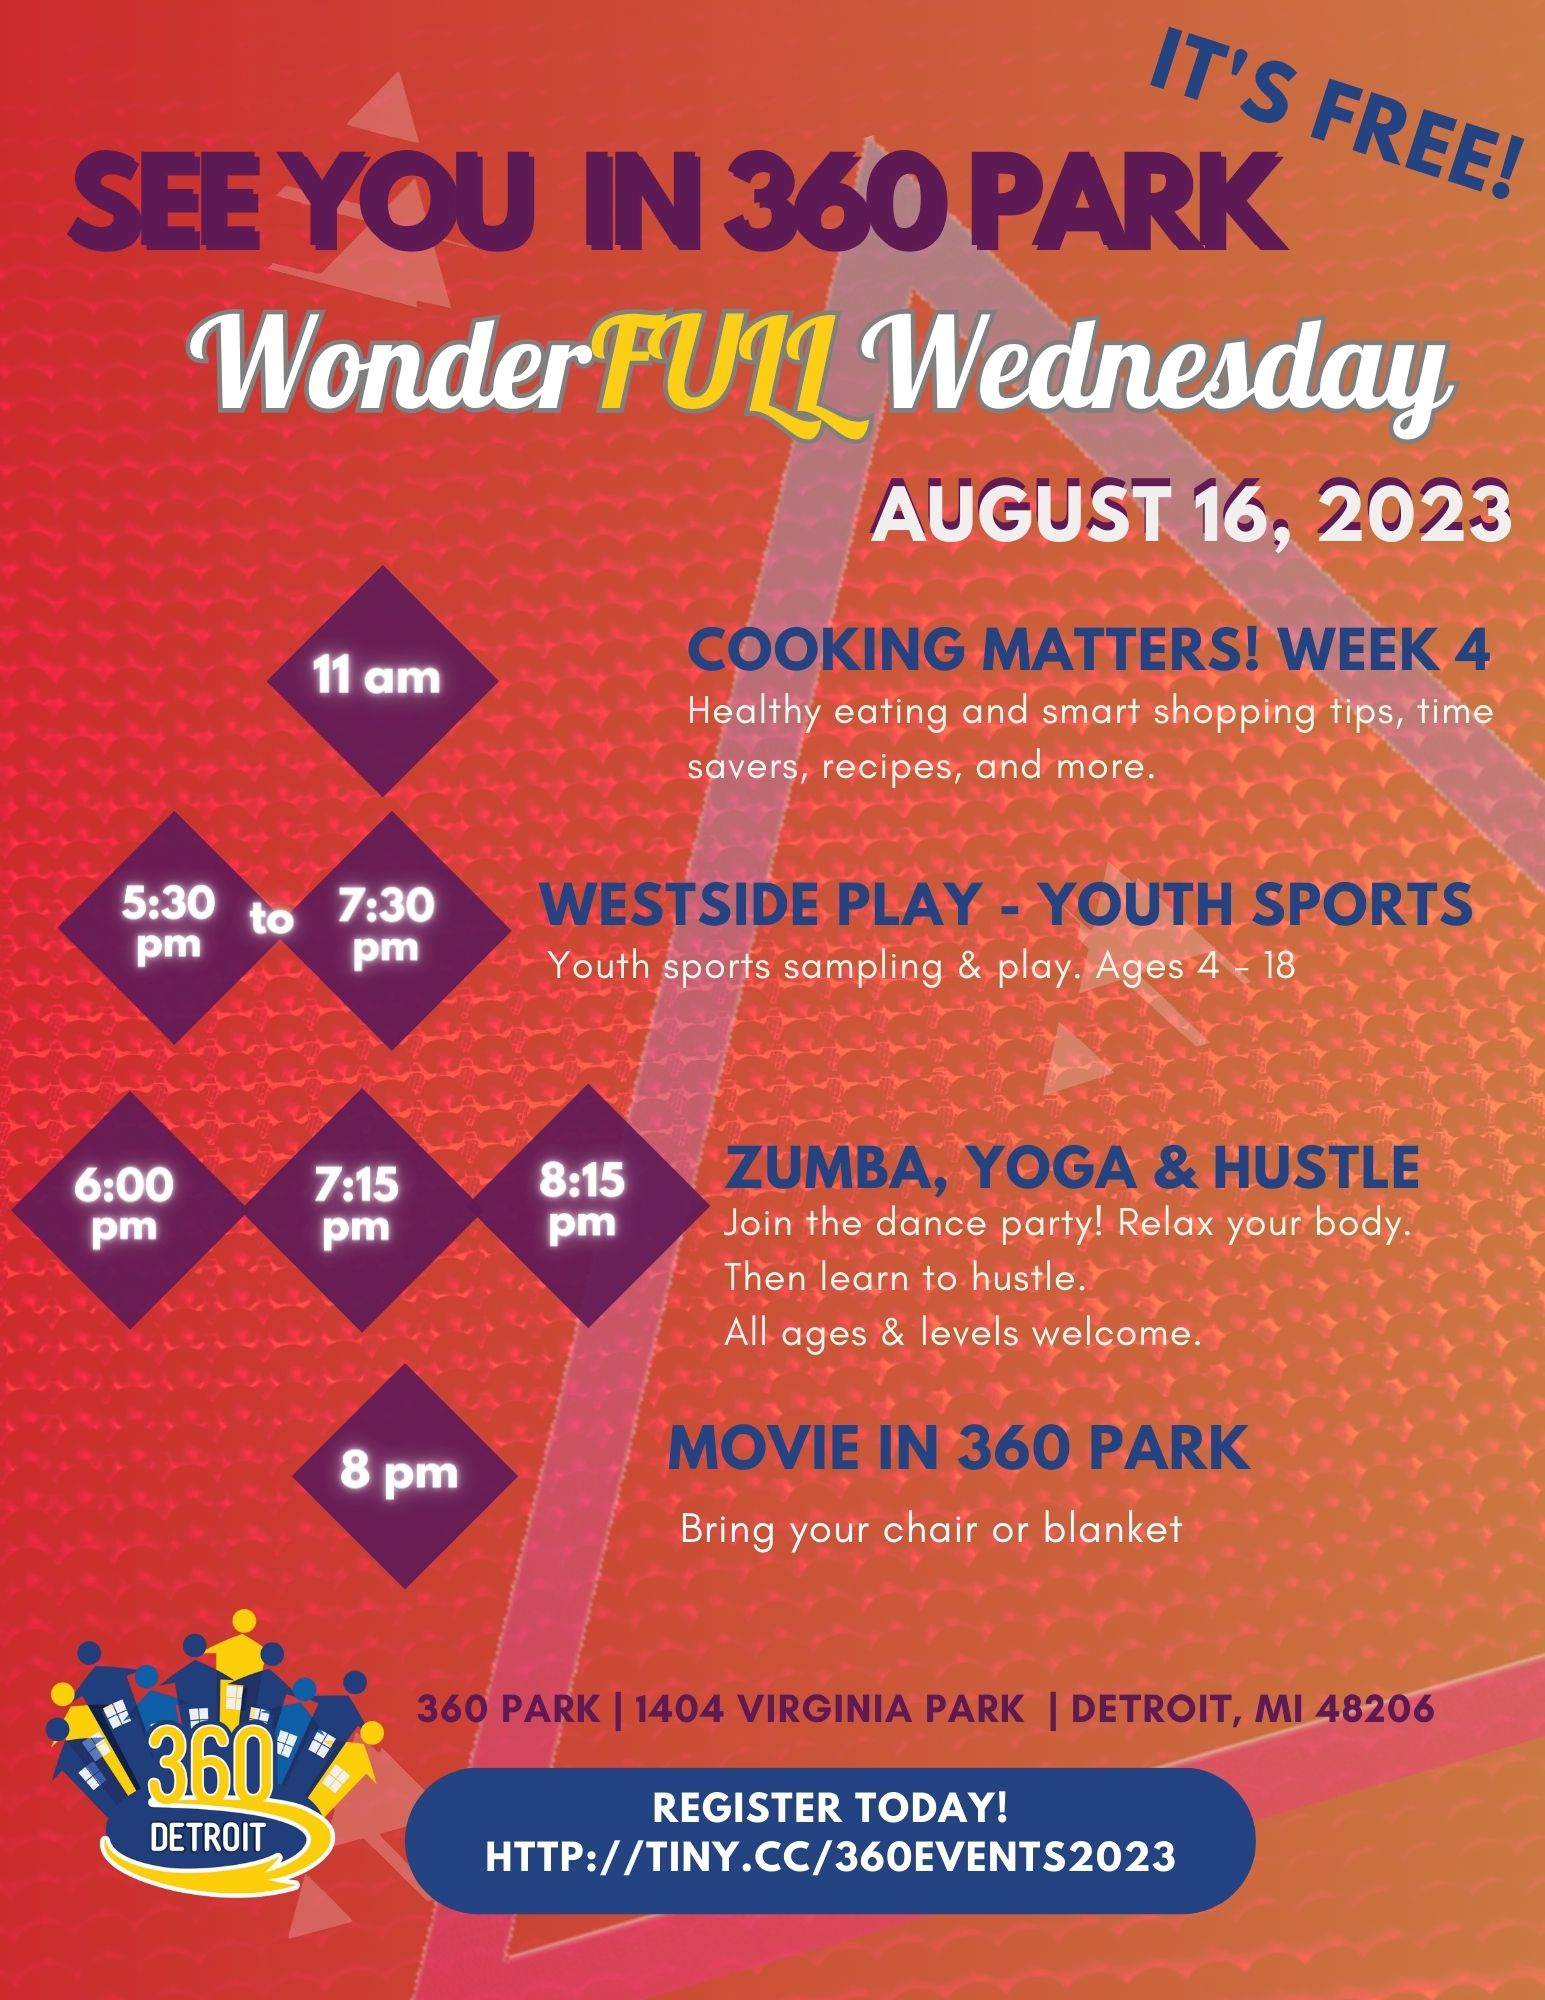 IT'S FREE!
SEE YOU IN 360 PARK
WonderFULL Wednesday
AUGUST 16, 2023
11 am
COOKING MATTERS! WEEK 4
Healthy eating and smart shopping tips, time
savers, recipes, and more.
5:30
pm
to
7:30
pm
WESTSIDE PLAY - YOUTH SPORTS
Youth sports sampling & play. Ages 4 - 18
6:00
pm
7:15
pm
8:15
pm
ZUMBA, YOGA & HUSTLE
Join the dance party! Relax your body.
Then learn to hustle.
All ages & levels welcome.
8 pm
MOVIE IN 360 PARK
Bring your chair or blanket
360
DETROIT
360 PARK | 1404 VIRGINIA PARK | DETROIT, MI 48206
REGISTER TODAY!
HTTP://TINY.CC/360EVENTS2023